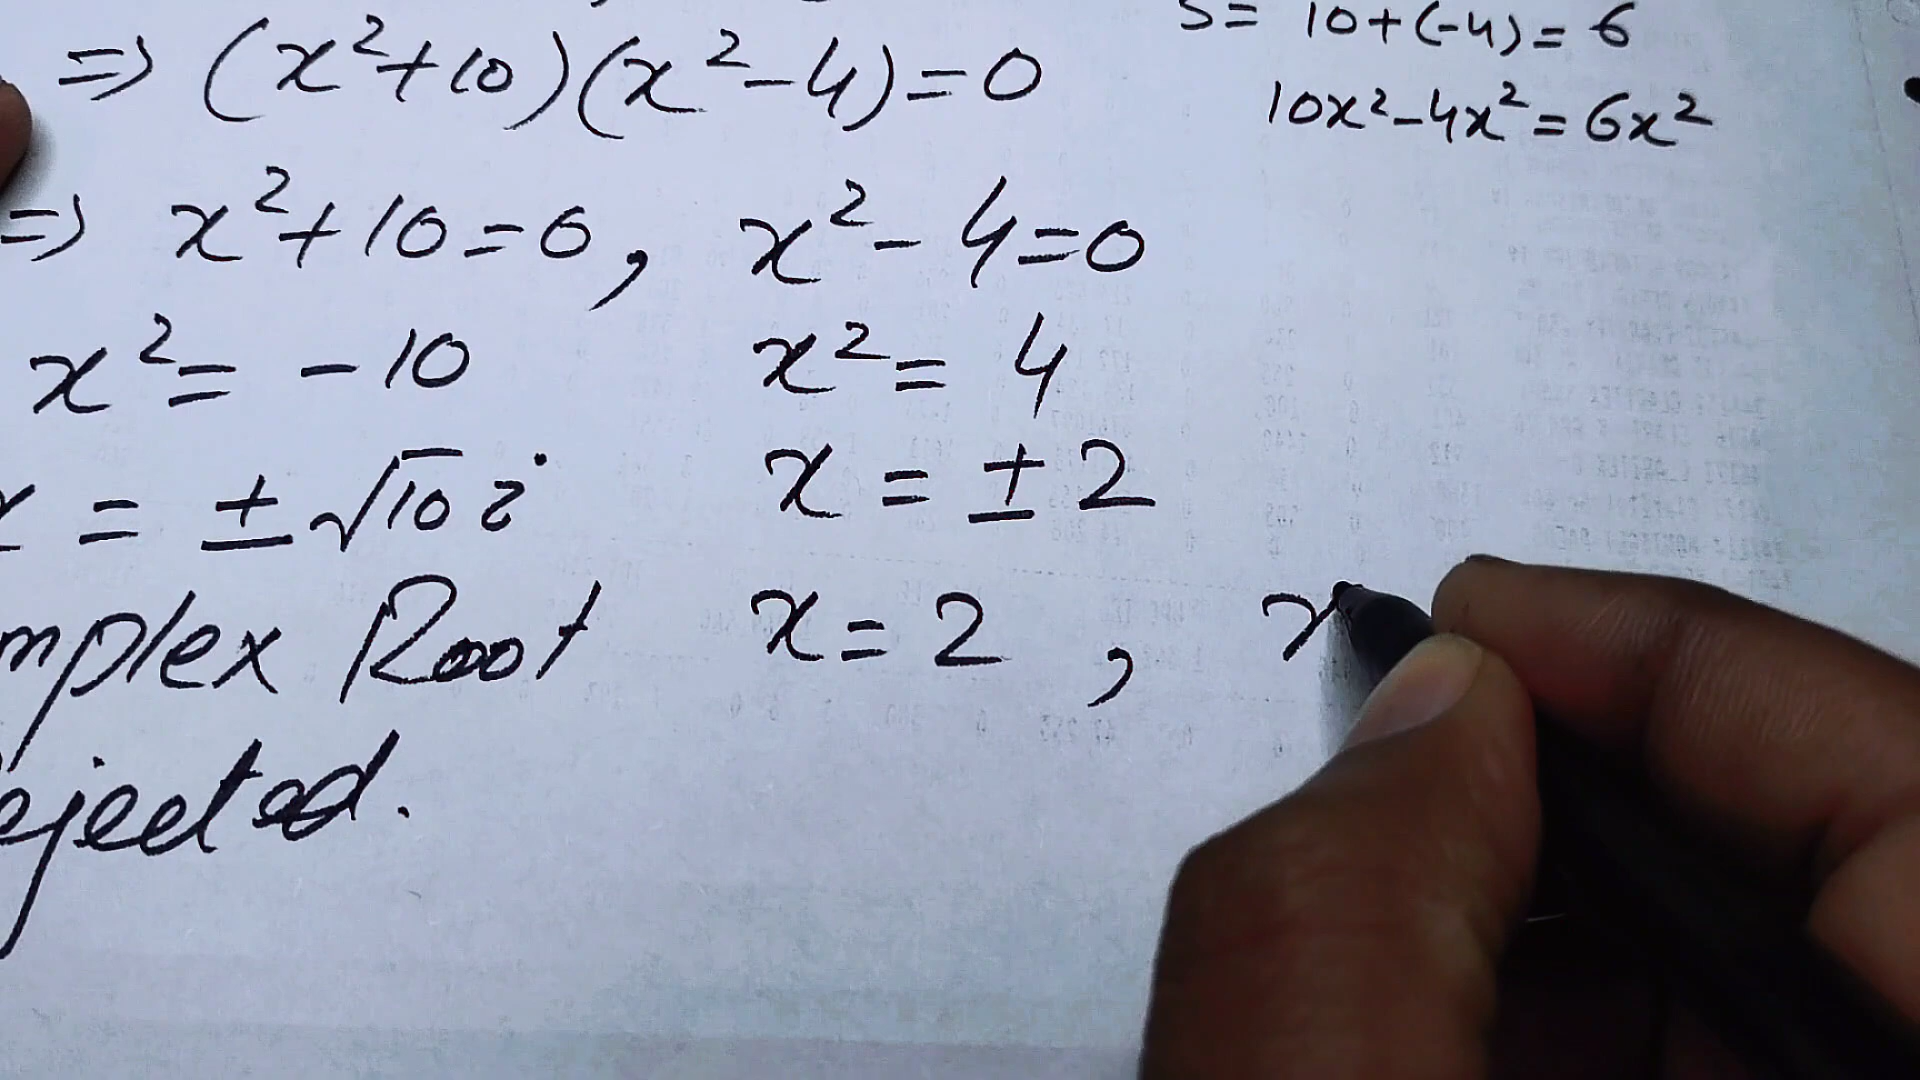 ⇒ (x²+10)(x²-4)=0
S = 10+(-4) = 6
10x²-4x² = 6x²
⇒ x²+10=0, x²-4=0
x² = -10
x² = 4
x = ±√10 i
x = ±2
mplex Root
x = 2 , x
ejected.